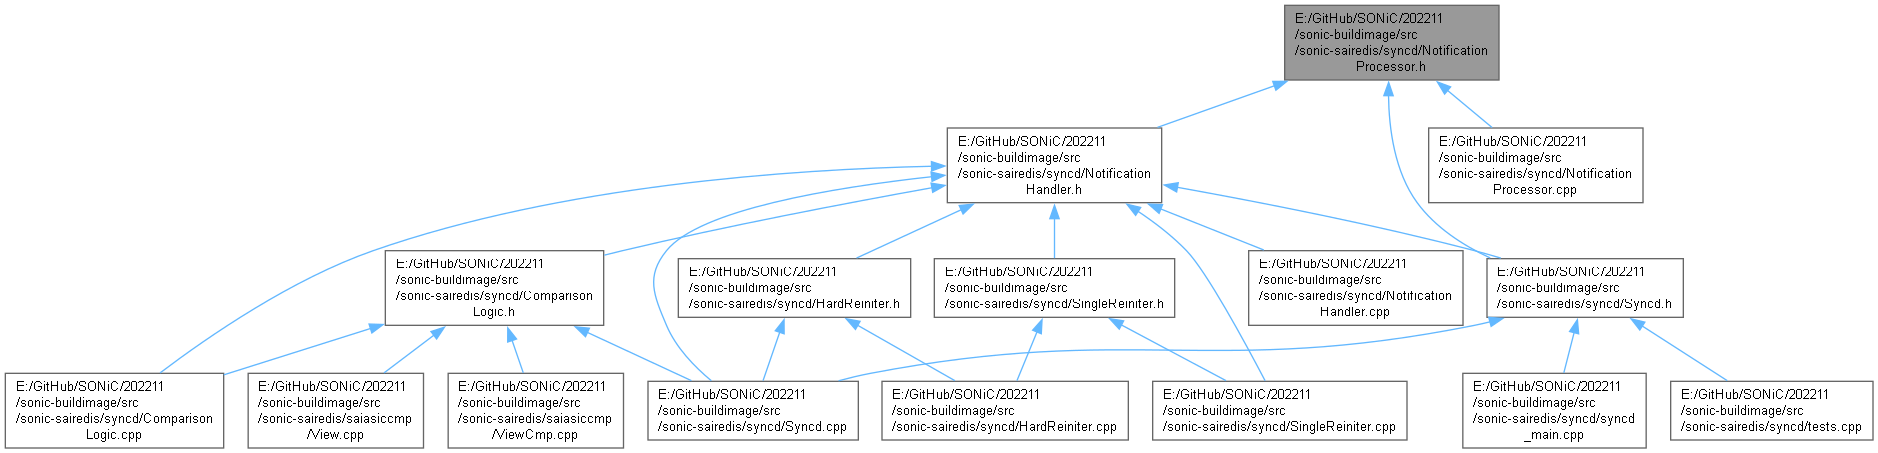 E:/GitHub/SONiC/202211
/sonic-buildimage/src
/sonic-sairedis/syncd/Notification
Processor.h
E:/GitHub/SONiC/202211
/sonic-buildimage/src
/sonic-sairedis/syncd/Notification
Handler.h
E:/GitHub/SONiC/202211
/sonic-buildimage/src
/sonic-sairedis/syncd/Notification
Processor.cpp
E:/GitHub/SONiC/202211
/sonic-buildimage/src
/sonic-sairedis/syncd/Comparison
Logic.h
E:/GitHub/SONiC/202211
/sonic-buildimage/src
/sonic-sairedis/syncd/HardReiniter.h
E:/GitHub/SONiC/202211
/sonic-buildimage/src
/sonic-sairedis/syncd/SingleReiniter.h
E:/GitHub/SONiC/202211
/sonic-buildimage/src
/sonic-sairedis/syncd/Notification
Handler.cpp
E:/GitHub/SONiC/202211
/sonic-buildimage/src
/sonic-sairedis/syncd/Syncd.h
E:/GitHub/SONiC/202211
/sonic-buildimage/src
/sonic-sairedis/syncd/Comparison
Logic.cpp
E:/GitHub/SONiC/202211
/sonic-buildimage/src
/sonic-sairedis/saiasiccmp
/View.cpp
E:/GitHub/SONiC/202211
/sonic-buildimage/src
/sonic-sairedis/saiasiccmp
/ViewCmp.cpp
E:/GitHub/SONiC/202211
/sonic-buildimage/src
/sonic-sairedis/syncd/Syncd.cpp
E:/GitHub/SONiC/202211
/sonic-buildimage/src
/sonic-sairedis/syncd/HardReiniter.cpp
E:/GitHub/SONiC/202211
/sonic-buildimage/src
/sonic-sairedis/syncd/SingleReiniter.cpp
E:/GitHub/SONiC/202211
/sonic-buildimage/src
/sonic-sairedis/syncd/syncd
_main.cpp
E:/GitHub/SONiC/202211
/sonic-buildimage/src
/sonic-sairedis/syncd/tests.cpp